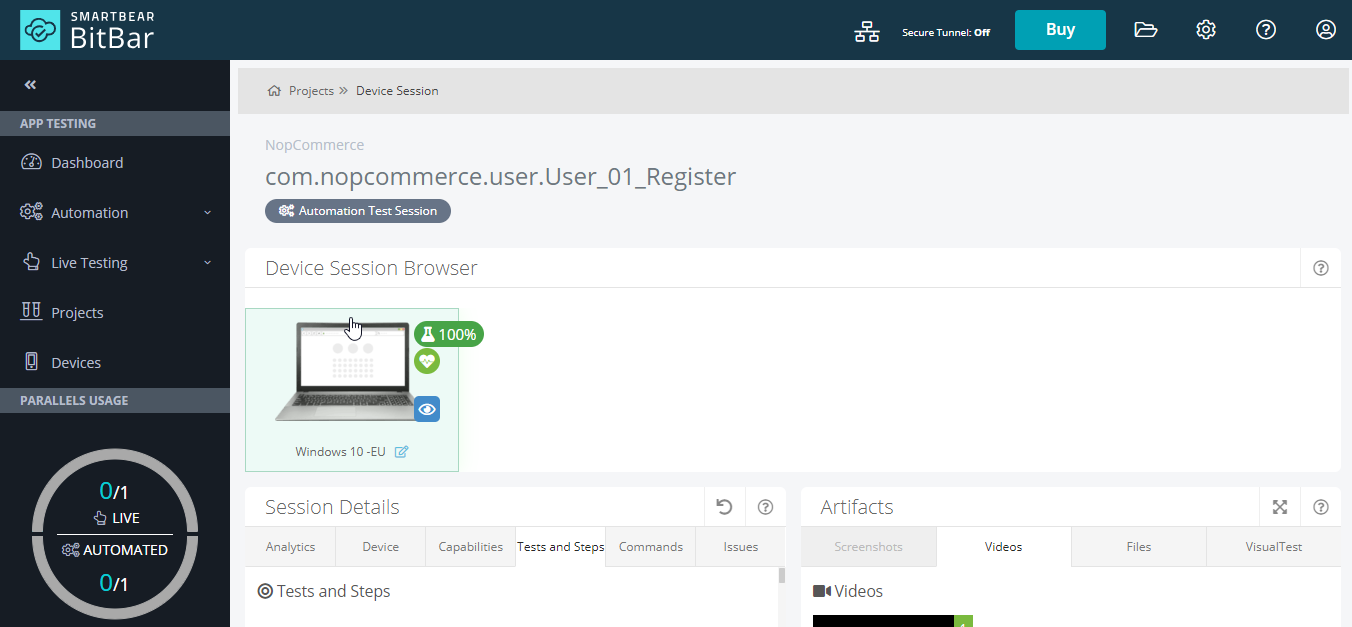 SMARTBEAR
BitBar
Secure Tunnel: Off
Buy
APP TESTING
Dashboard
Automation
Live Testing
Projects
Devices
PARALLELS USAGE
0/1
LIVE
AUTOMATED
0/1
Projects » Device Session
NopCommerce
com.nopcommerce.user.User_01_Register
Automation Test Session
Device Session Browser
100%
Windows 10 -EU
Session Details
Analytics Device Capabilities Tests and Steps Commands Issues
Tests and Steps
Artifacts
Screenshots Videos Files VisualTest
Videos